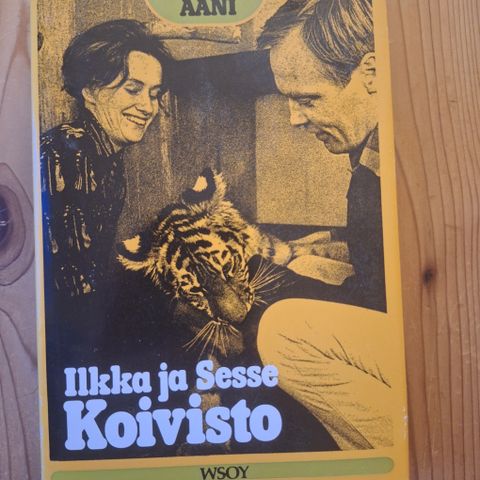 ÄÄNI
Ilkka ja Sesse
Koivisto
WSOY